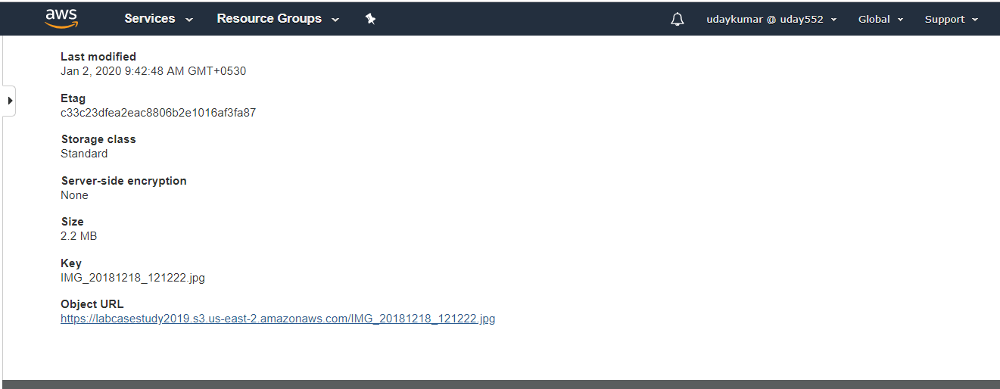 aws Services Resource Groups udaykumar @ uday552 Global Support
Last modified
Jan 2, 2020 9:42:48 AM GMT+0530
Etag
c33c23dfea2eac8806b2e1016af3fa87
Storage class
Standard
Server-side encryption
None
Size
2.2 MB
Key
IMG_20181218_121222.jpg
Object URL
https://labcasestudy2019.s3.us-east-2.amazonaws.com/IMG_20181218_121222.jpg